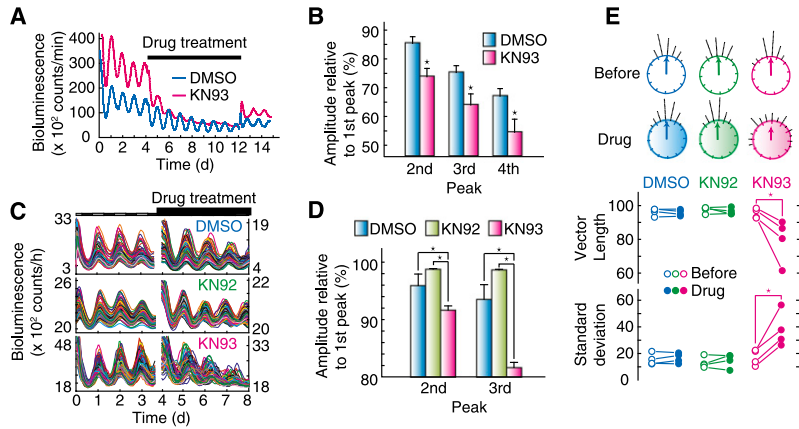 A
Bioluminescence
(x 10² counts/min)
400
300
200
100
0
Drug treatment
DMSO
KN93
0 2 4 6 8 10 12 14
Time (d)
B
Amplitude relative
to 1st peak (%)
90
80
70
60
50
DMSO
KN93
* * *
2nd 3rd 4th
Peak
C
Bioluminescence
(x 10² counts/h)
Drug treatment
33
3
DMSO
19
4
26
20
KN92
22
20
48
18
KN93
33
18
0 1 2 3 4 5 6 7 8
Time (d)
D
DMSO KN92 KN93
Amplitude relative
to 1st peak (%)
100
90
80
* * * *
2nd 3rd
Peak
E
Before
Drug
DMSO KN92 KN93
Vector
Length
100
80
60
*
Before
Drug
Standard
deviation
60
40
20
0
*